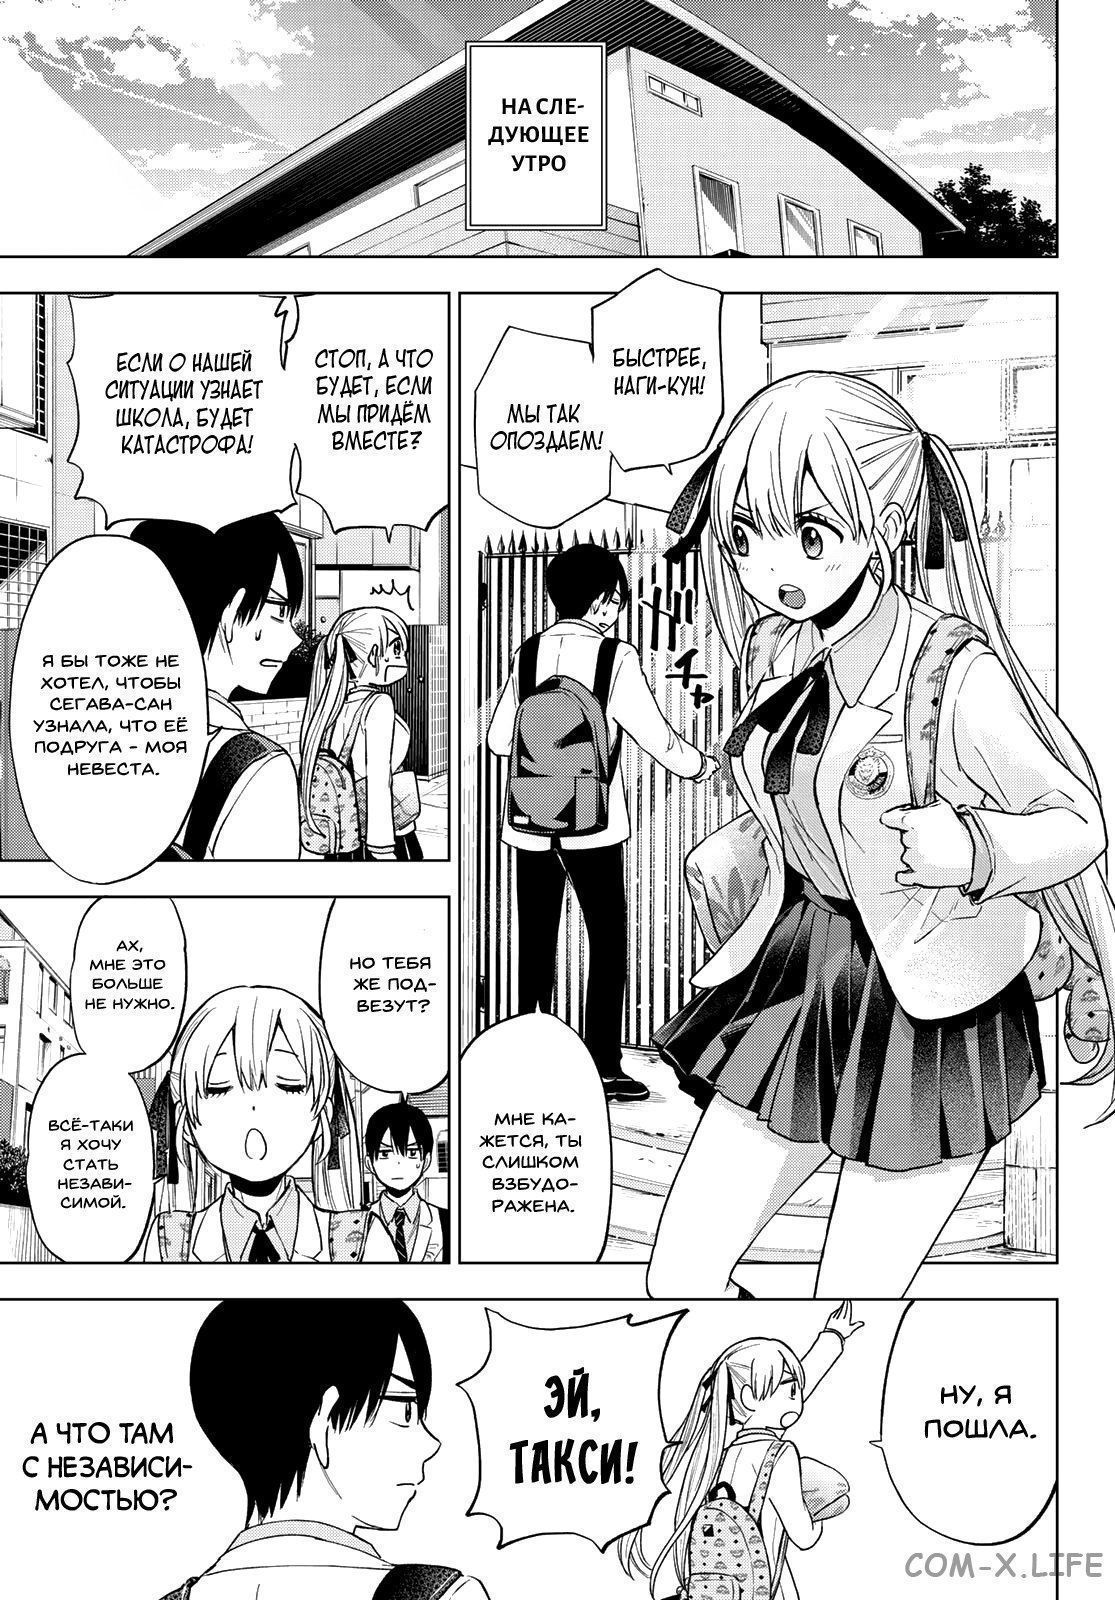 НА СЛЕ-
ДУЮЩЕЕ
УТРО
БЫСТРЕЕ,
НАГИ-КУН!
МЫ ТАК
ОПОЗДАЕМ!
ガ
チャ
МНЕ КА-
ЖЕТСЯ, ТЫ
СЛИШКОМ
ВЗБУДО-
РАЖЕНА.
СТОП, А ЧТО
БУДЕТ, ЕСЛИ
МЫ ПРИДЁМ
ВМЕСТЕ?
ЕСЛИ О НАШЕЙ
СИТУАЦИИ УЗНАЕТ
ШКОЛА, БУДЕТ
КАТАСТРОФА!
Я БЫ ТОЖЕ НЕ
ХОТЕЛ, ЧТОБЫ
СЕГАВА-САН
УЗНАЛА, ЧТО ЕЁ
ПОДРУГА - МОЯ
НЕВЕСТА.
НО ТЕБЯ
ЖЕ ПОД-
ВЕЗУТ?
АХ,
МНЕ ЭТО
БОЛЬШЕ
НЕ НУЖНО.
ВСЁ-ТАКИ
Я ХОЧУ
СТАТЬ
НЕЗАВИ-
СИМОЙ.
НУ, Я
ПОШЛА.
ЭЙ,
ТАКСИ!
А ЧТО ТАМ
С НЕЗАВИСИ-
МОСТЬЮ?
COM-X.LIFE